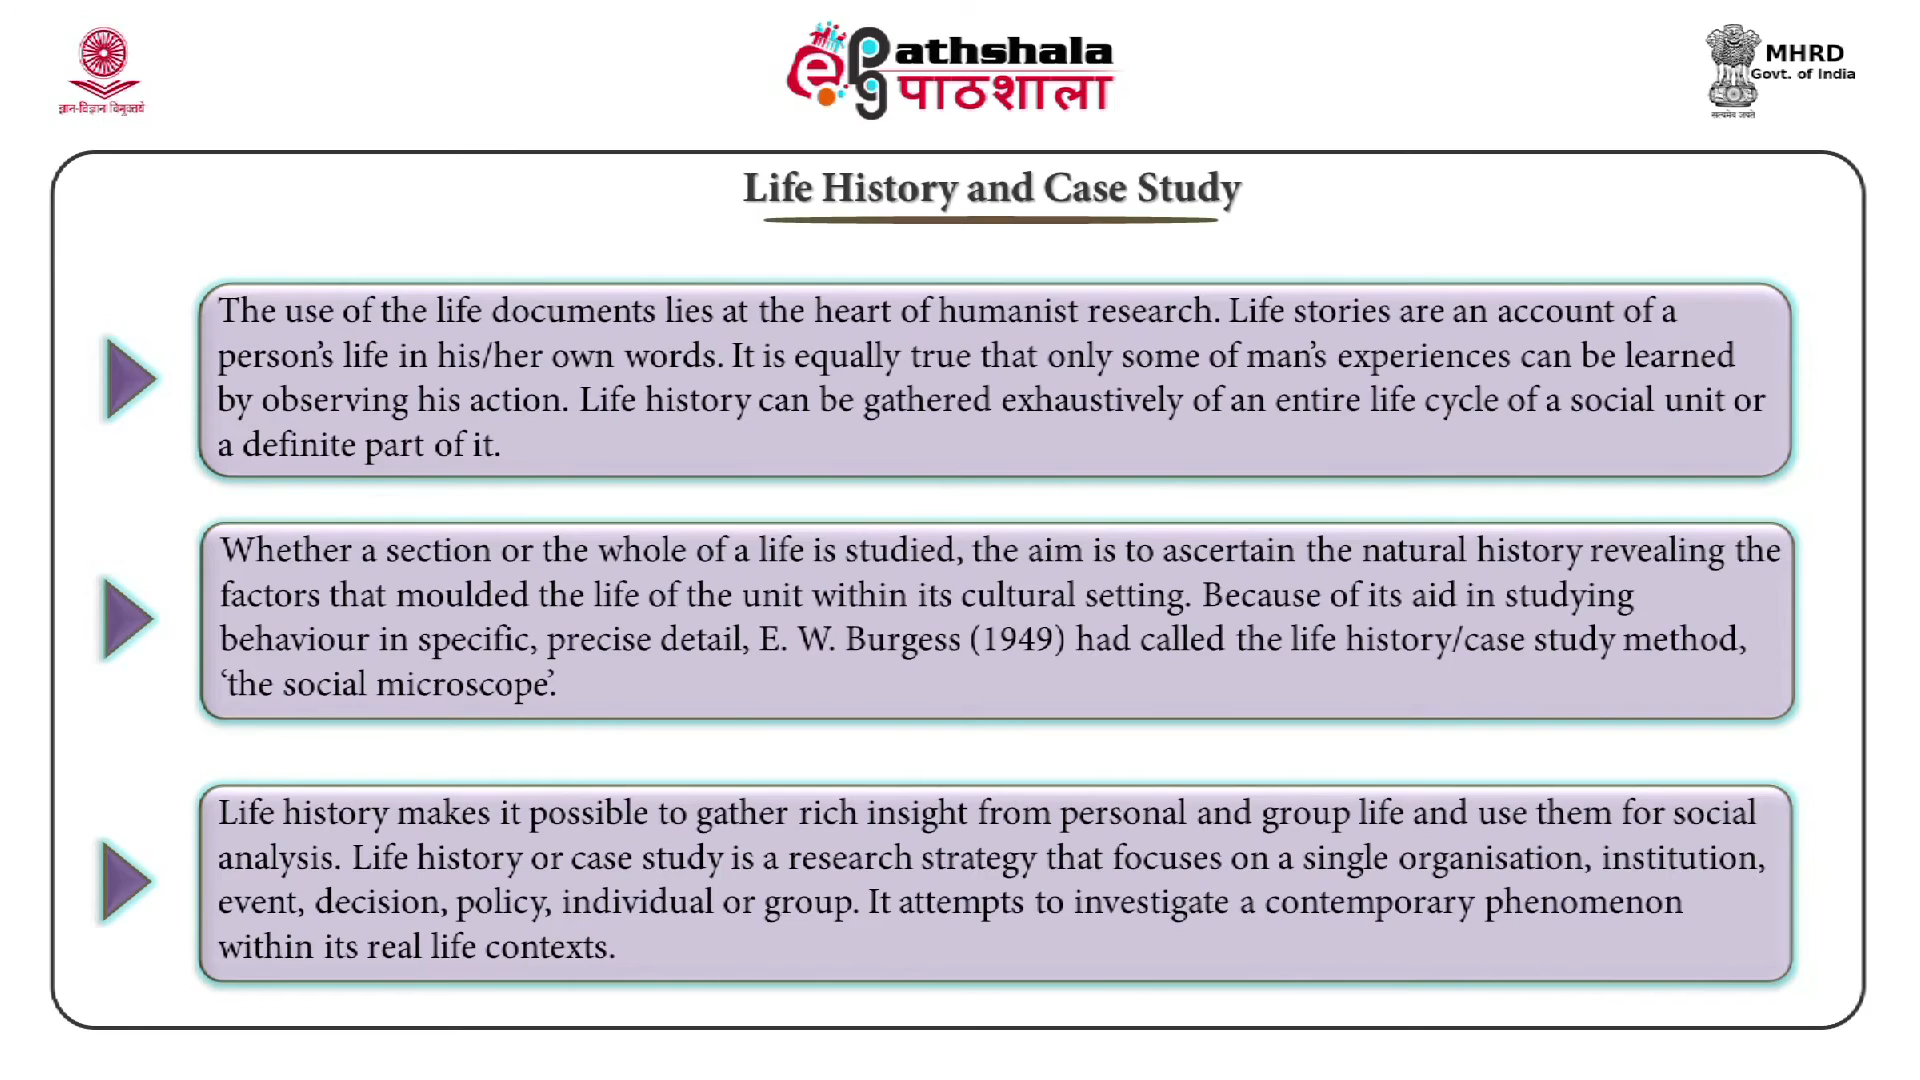 ज्ञान-विज्ञान विमुक्तये
e
PG
athshala
पाठशाला
MHRD
Govt. of India
सत्यमेव जयते
Life History and Case Study
The use of the life documents lies at the heart of humanist research. Life stories are an account of a
person’s life in his/her own words. It is equally true that only some of man’s experiences can be learned
by observing his action. Life history can be gathered exhaustively of an entire life cycle of a social unit or
a definite part of it.
Whether a section or the whole of a life is studied, the aim is to ascertain the natural history revealing the
factors that moulded the life of the unit within its cultural setting. Because of its aid in studying
behaviour in specific, precise detail, E. W. Burgess (1949) had called the life history/case study method,
‘the social microscope’.
Life history makes it possible to gather rich insight from personal and group life and use them for social
analysis. Life history or case study is a research strategy that focuses on a single organisation, institution,
event, decision, policy, individual or group. It attempts to investigate a contemporary phenomenon
within its real life contexts.